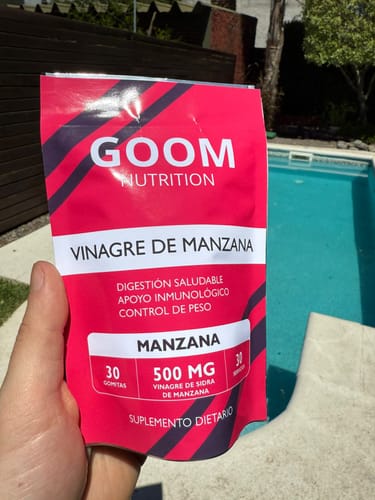 GOOM
NUTRITION
VINAGRE DE MANZANA
DIGESTIÓN SALUDABLE
APOYO INMUNOLÓGICO
CONTROL DE PESO
MANZANA
30
GOMITAS
500 MG
VINAGRE DE SIDRA
DE MANZANA
30
SUPLEMENTO DIETARIO